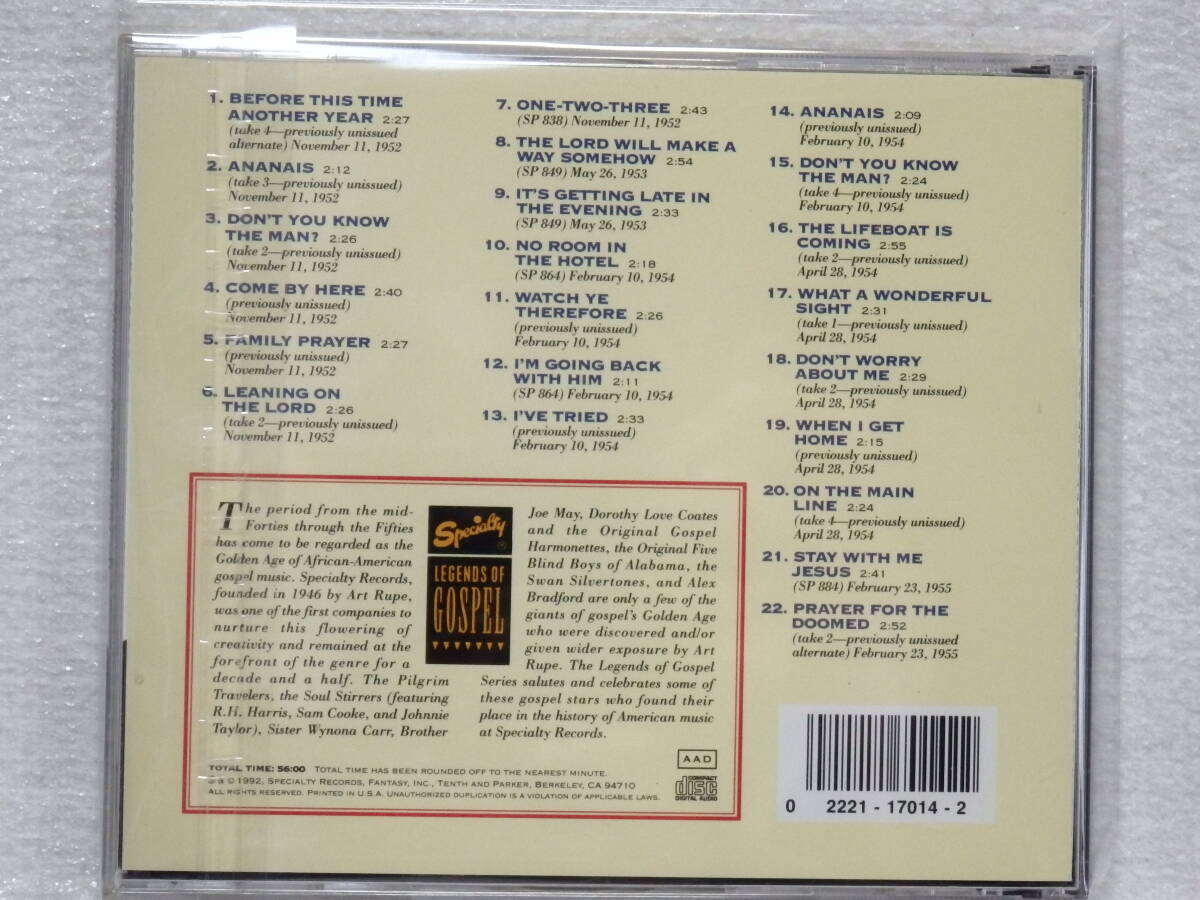 1. BEFORE THIS TIME
ANOTHER YEAR 2:27
(take 4—previously unissued
alternate) November 11, 1952
2. ANANAIS 2:12
(take 3—previously unissued)
November 11, 1952
3. DON'T YOU KNOW
THE MAN? 2:26
(take 2—previously unissued)
November 11, 1952
4. COME BY HERE 2:40
(previously unissued)
November 11, 1952
5. FAMILY PRAYER 2:27
(previously unissued)
November 11, 1952
6. LEANING ON
THE LORD 2:26
(take 2—previously unissued)
November 11, 1952
7. ONE-TWO-THREE 2:43
(SP 838) November 11, 1952
8. THE LORD WILL MAKE A
WAY SOMEHOW 2:54
(SP 849) May 26, 1953
9. IT'S GETTING LATE IN
THE EVENING 2:33
(SP 849) May 26, 1953
10. NO ROOM IN
THE HOTEL 2:18
(SP 864) February 10, 1954
11. WATCH YE
THEREFORE 2:26
(previously unissued)
February 10, 1954
12. I'M GOING BACK
WITH HIM 2:11
(SP 864) February 10, 1954
13. I'VE TRIED 2:33
(previously unissued)
February 10, 1954
14. ANANAIS 2:09
(previously unissued)
February 10, 1954
15. DON'T YOU KNOW
THE MAN? 2:24
(take 4—previously unissued)
February 10, 1954
16. THE LIFEBOAT IS
COMING 2:55
(take 2—previously unissued)
April 28, 1954
17. WHAT A WONDERFUL
SIGHT 2:31
(take 1—previously unissued)
April 28, 1954
18. DON'T WORRY
ABOUT ME 2:29
(take 2—previously unissued)
April 28, 1954
19. WHEN I GET
HOME 2:15
(previously unissued)
April 28, 1954
20. ON THE MAIN
LINE 2:24
(take 4—previously unissued)
April 28, 1954
21. STAY WITH ME
JESUS 2:41
(SP 884) February 23, 1955
22. PRAYER FOR THE
DOOMED 2:52
(take 2—previously unissued
alternate) February 23, 1955
The period from the mid-
Forties through the Fifties
has come to be regarded as the
Golden Age of African-American
gospel music. Specialty Records,
founded in 1946 by Art Rupe,
was one of the first companies to
nurture this flowering of
creativity and remained at the
forefront of the genre for a
decade and a half. The Pilgrim
Travelers, the Soul Stirrers (featuring
R.H. Harris, Sam Cooke, and Johnnie
Taylor), Sister Wynona Carr, Brother
Specialty
®
LEGENDS OF
GOSPEL
Joe May, Dorothy Love Coates
and the Original Gospel
Harmonettes, the Original Five
Blind Boys of Alabama, the
Swan Silvertones, and Alex
Bradford are only a few of the
giants of gospel's Golden Age
who were discovered and/or
given wider exposure by Art
Rupe. The Legends of Gospel
Series salutes and celebrates some of
these gospel stars who found their
place in the history of American music
at Specialty Records.
AAD
TOTAL TIME: 56:00 TOTAL TIME HAS BEEN ROUNDED OFF TO THE NEAREST MINUTE.
℗ & © 1992, SPECIALTY RECORDS, FANTASY, INC., TENTH AND PARKER, BERKELEY, CA 94710
ALL RIGHTS RESERVED. PRINTED IN U.S.A. UNAUTHORIZED DUPLICATION IS A VIOLATION OF APPLICABLE LAWS.
COMPACT
disc
DIGITAL AUDIO
0 2221-17014-2